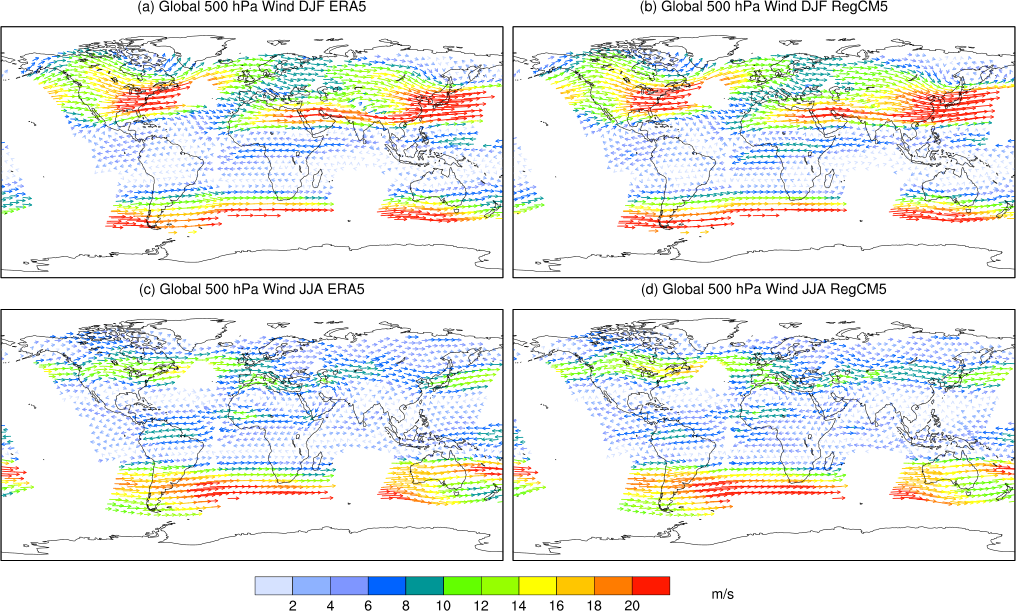 (a) Global 500 hPa Wind DJF ERA5
(b) Global 500 hPa Wind DJF RegCM5
(c) Global 500 hPa Wind JJA ERA5
(d) Global 500 hPa Wind JJA RegCM5
2 4 6 8 10 12 14 16 18 20 m/s